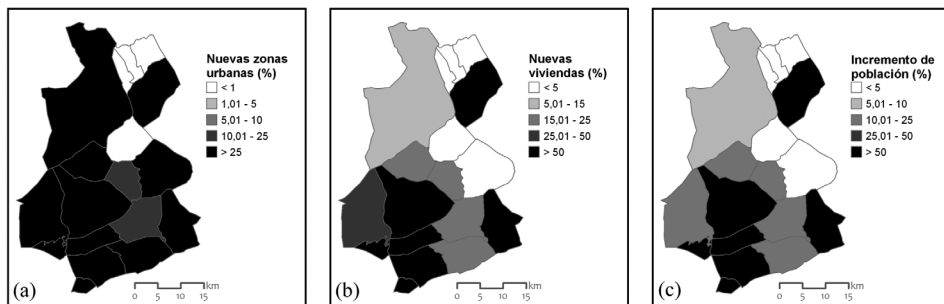 Nuevas zonas
urbanas (%)
< 1
1,01 - 5
5,01 - 10
10,01 - 25
> 25
(a)
km
0 5 10 15
Nuevas
viviendas (%)
< 5
5,01 - 15
15,01 - 25
25,01 - 50
> 50
(b)
km
0 5 10 15
Incremento de
población (%)
< 5
5,01 - 10
10,01 - 25
25,01 - 50
> 50
(c)
km
0 5 10 15